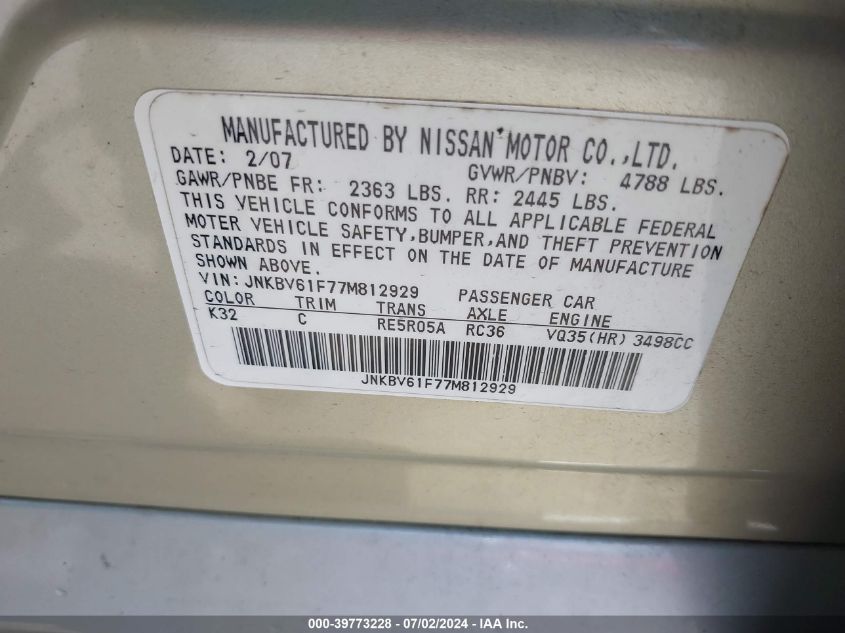 MANUFACTURED BY NISSAN MOTOR CO.,LTD.
DATE: 2/07 GVWR/PNBV: 4788 LBS.
GAWR/PNBE FR: 2363 LBS. RR: 2445 LBS.
THIS VEHICLE CONFORMS TO ALL APPLICABLE FEDERAL
MOTER VEHICLE SAFETY,BUMPER,AND THEFT PREVENTION
STANDARDS IN EFFECT ON THE DATE OF MANUFACTURE
SHOWN ABOVE.
VIN: JNKBV61F77M812929 PASSENGER CAR
COLOR TRIM TRANS AXLE ENGINE
K32 C RE5R05A RC36 VQ35(HR) 3498CC
JNKBV61F77M812929
000-39773228 - 07/02/2024 - IAAI.COM